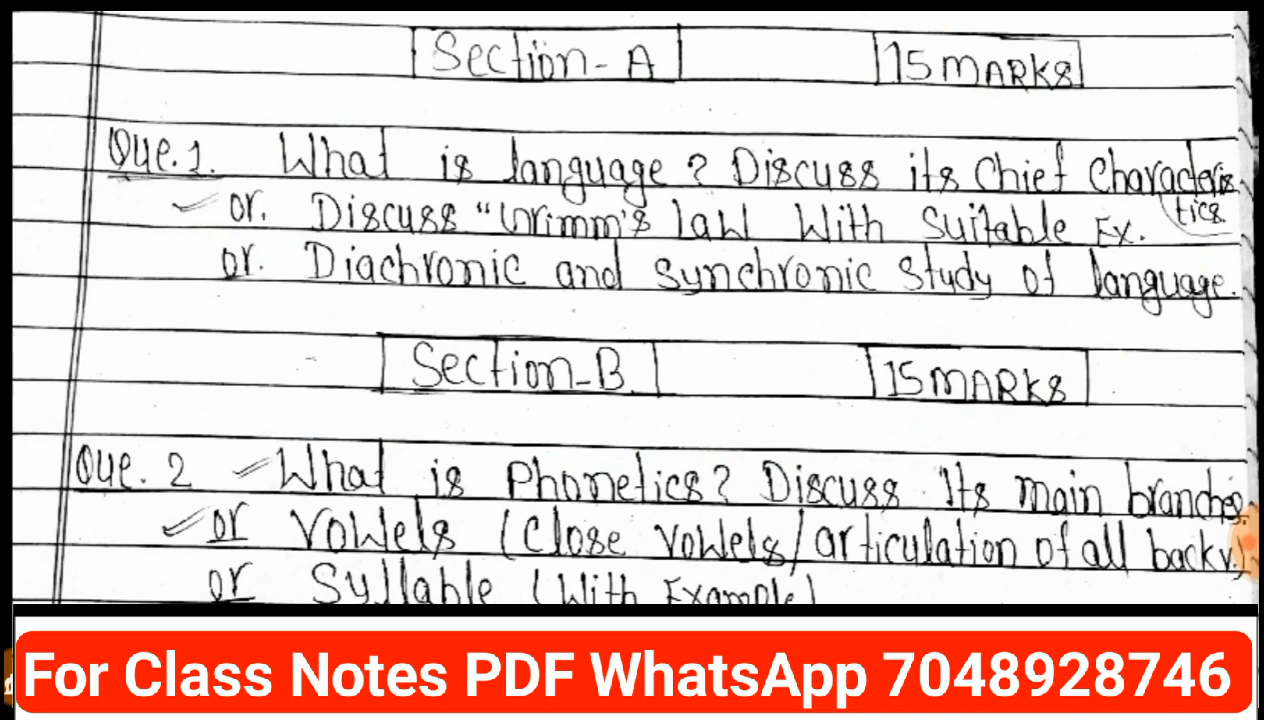 Section-A 15 MARKS
Que.1. What is language? Discuss its Chief Characteris
tics.
or. Discuss "Grimm's law With Suitable Ex.
or. Diachronic and synchronic study of language.
Section-B 15 MARKS
Que. 2 What is Phonetics? Discuss Its main branches.
or Vowels (Close vowels/articulation of all back v.)
or Syllable (With Example)
For Class Notes PDF WhatsApp 7048928746